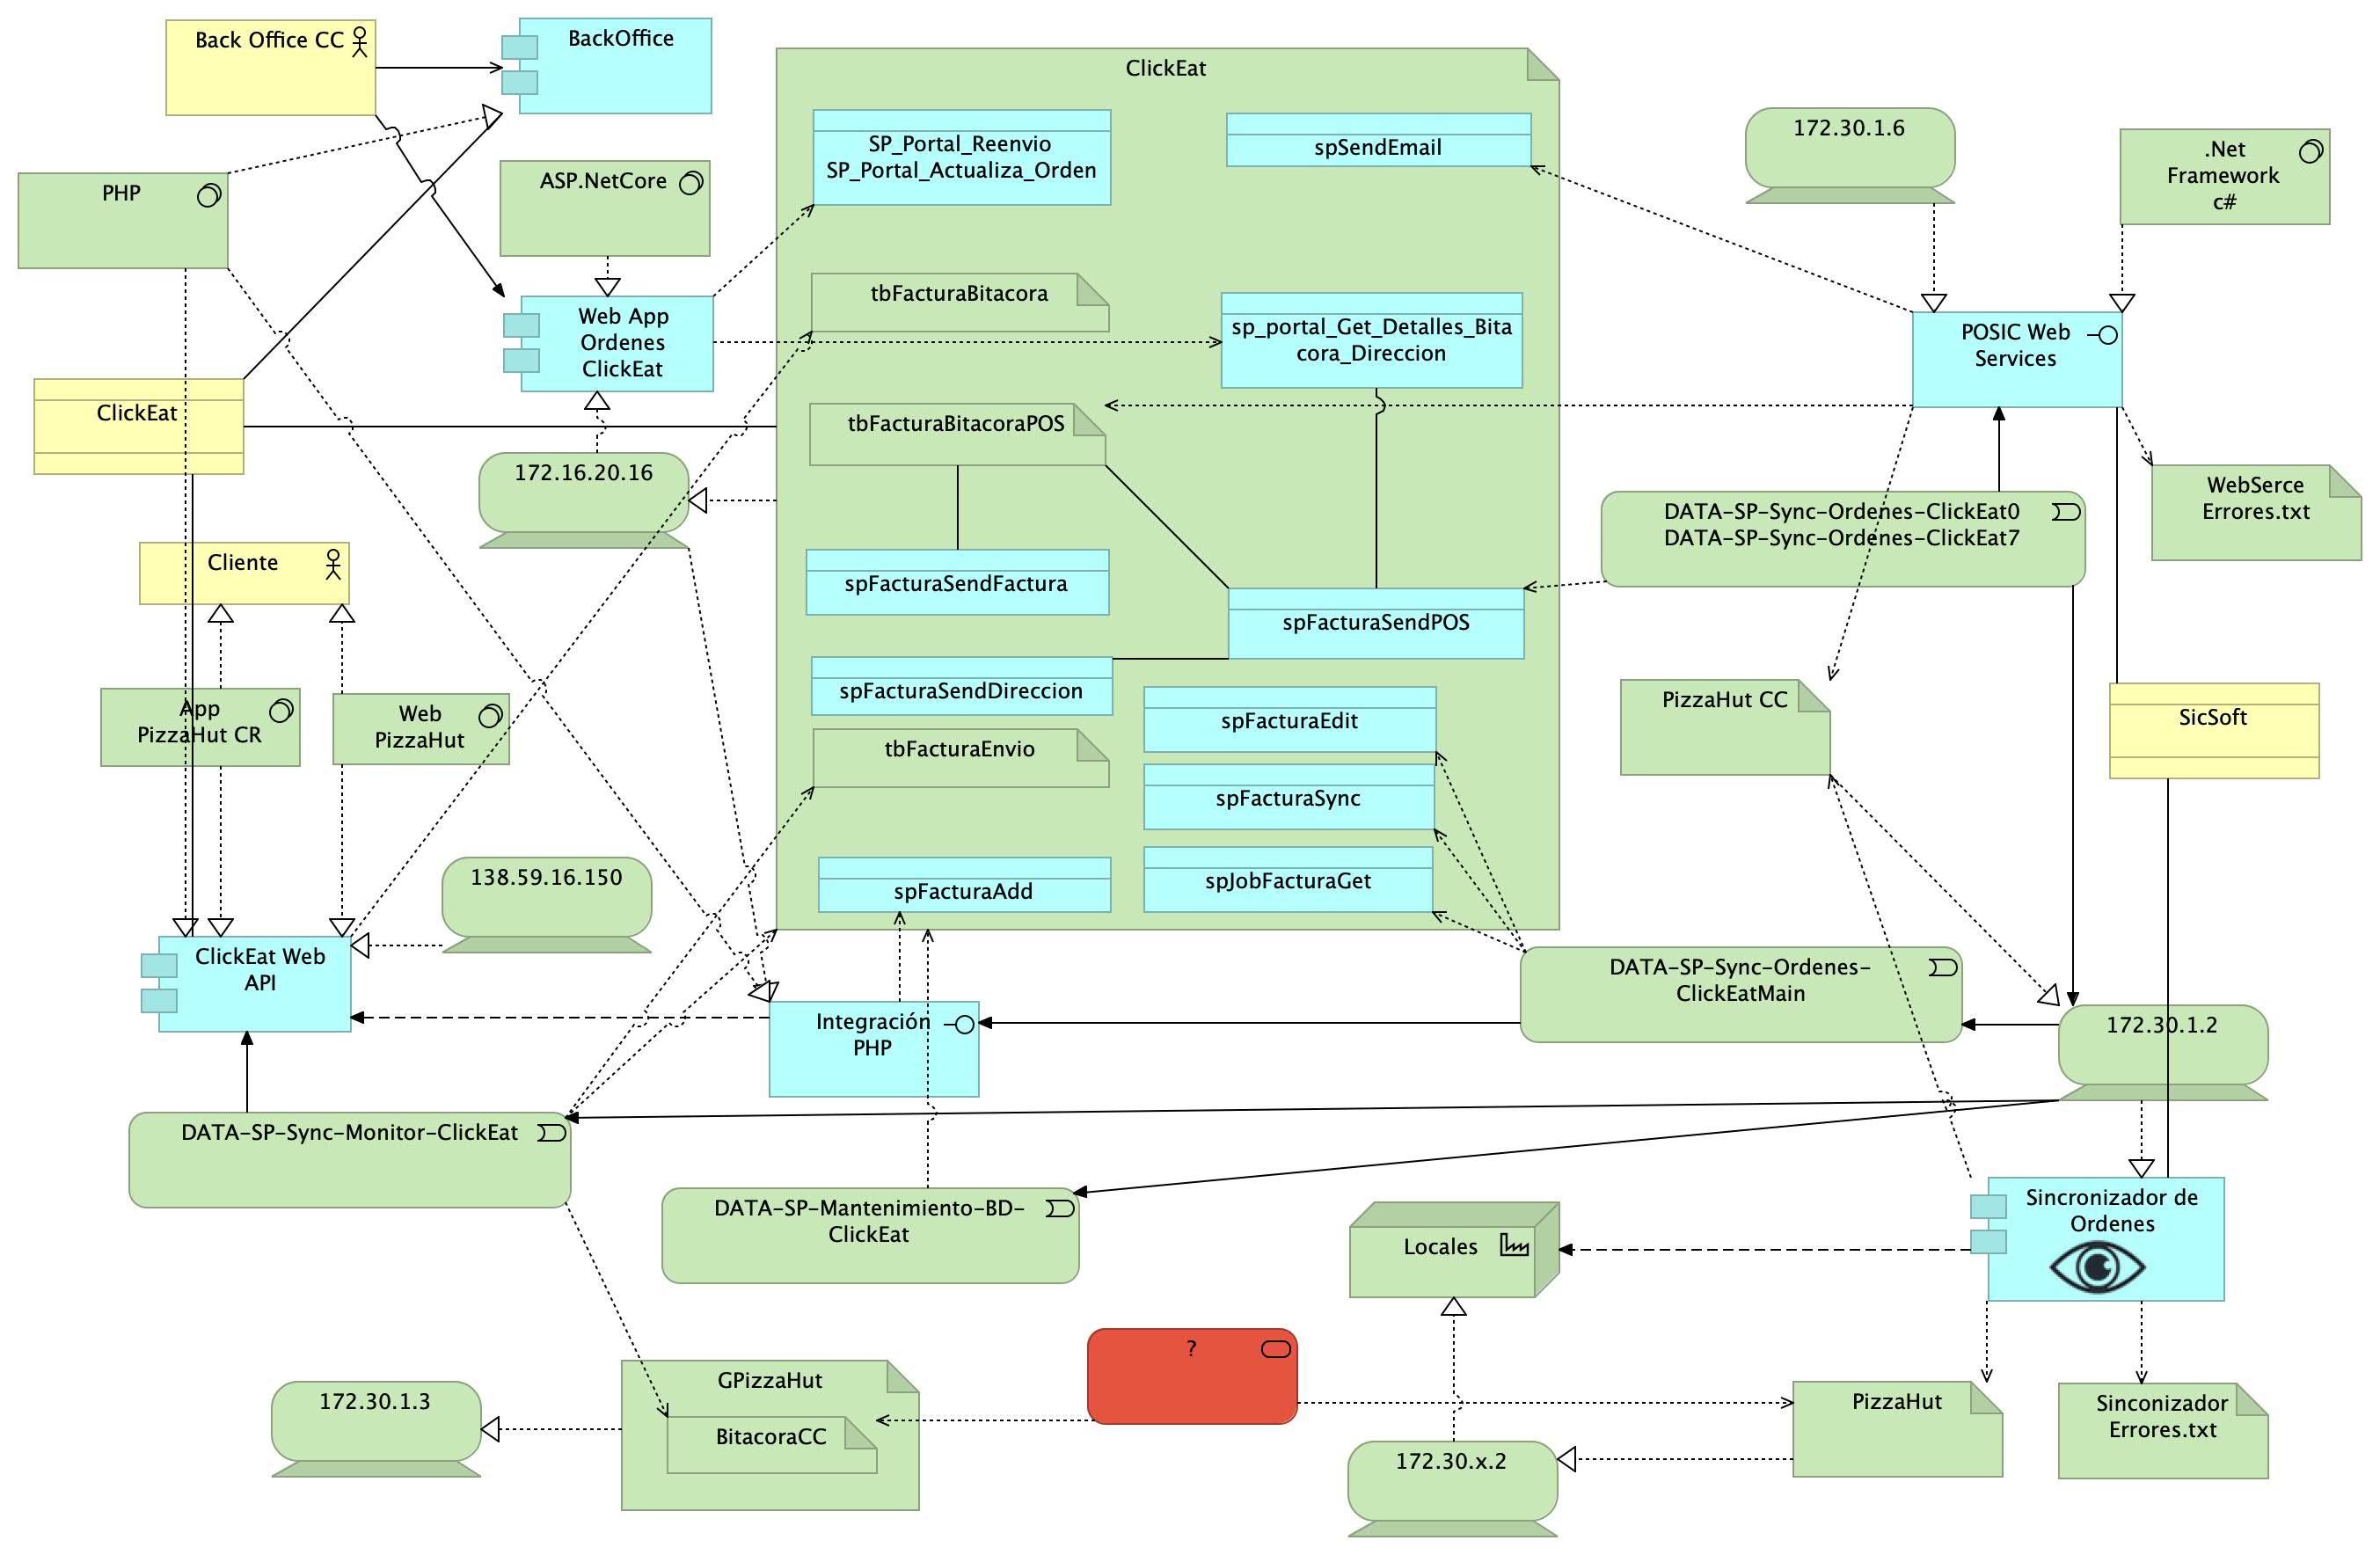 Back Office CC
BackOffice
ClickEat
SP_Portal_Reenvio
SP_Portal_Actualiza_Orden
spSendEmail
172.30.1.6
.Net
Framework
c#
PHP
ASP.NetCore
tbFacturaBitacora
Web App
Ordenes
ClickEat
sp_portal_Get_Detalles_Bita
cora_Direccion
POSIC Web
Services
ClickEat
tbFacturaBitacoraPOS
172.16.20.16
WebSerce
Errores.txt
DATA-SP-Sync-Ordenes-ClickEat0
DATA-SP-Sync-Ordenes-ClickEat7
Cliente
spFacturaSendFactura
spFacturaSendPOS
spFacturaSendDireccion
App
PizzaHut CR
Web
PizzaHut
spFacturaEdit
PizzaHut CC
SicSoft
tbFacturaEnvio
spFacturaSync
138.59.16.150
spFacturaAdd
spJobFacturaGet
ClickEat Web
API
DATA-SP-Sync-Ordenes-
ClickEatMain
Integración
PHP
172.30.1.2
DATA-SP-Sync-Monitor-ClickEat
DATA-SP-Mantenimiento-BD-
ClickEat
Locales
Sincronizador de
Ordenes
?
GPizzaHut
BitacoraCC
172.30.1.3
172.30.x.2
PizzaHut
Sinconizador
Errores.txt